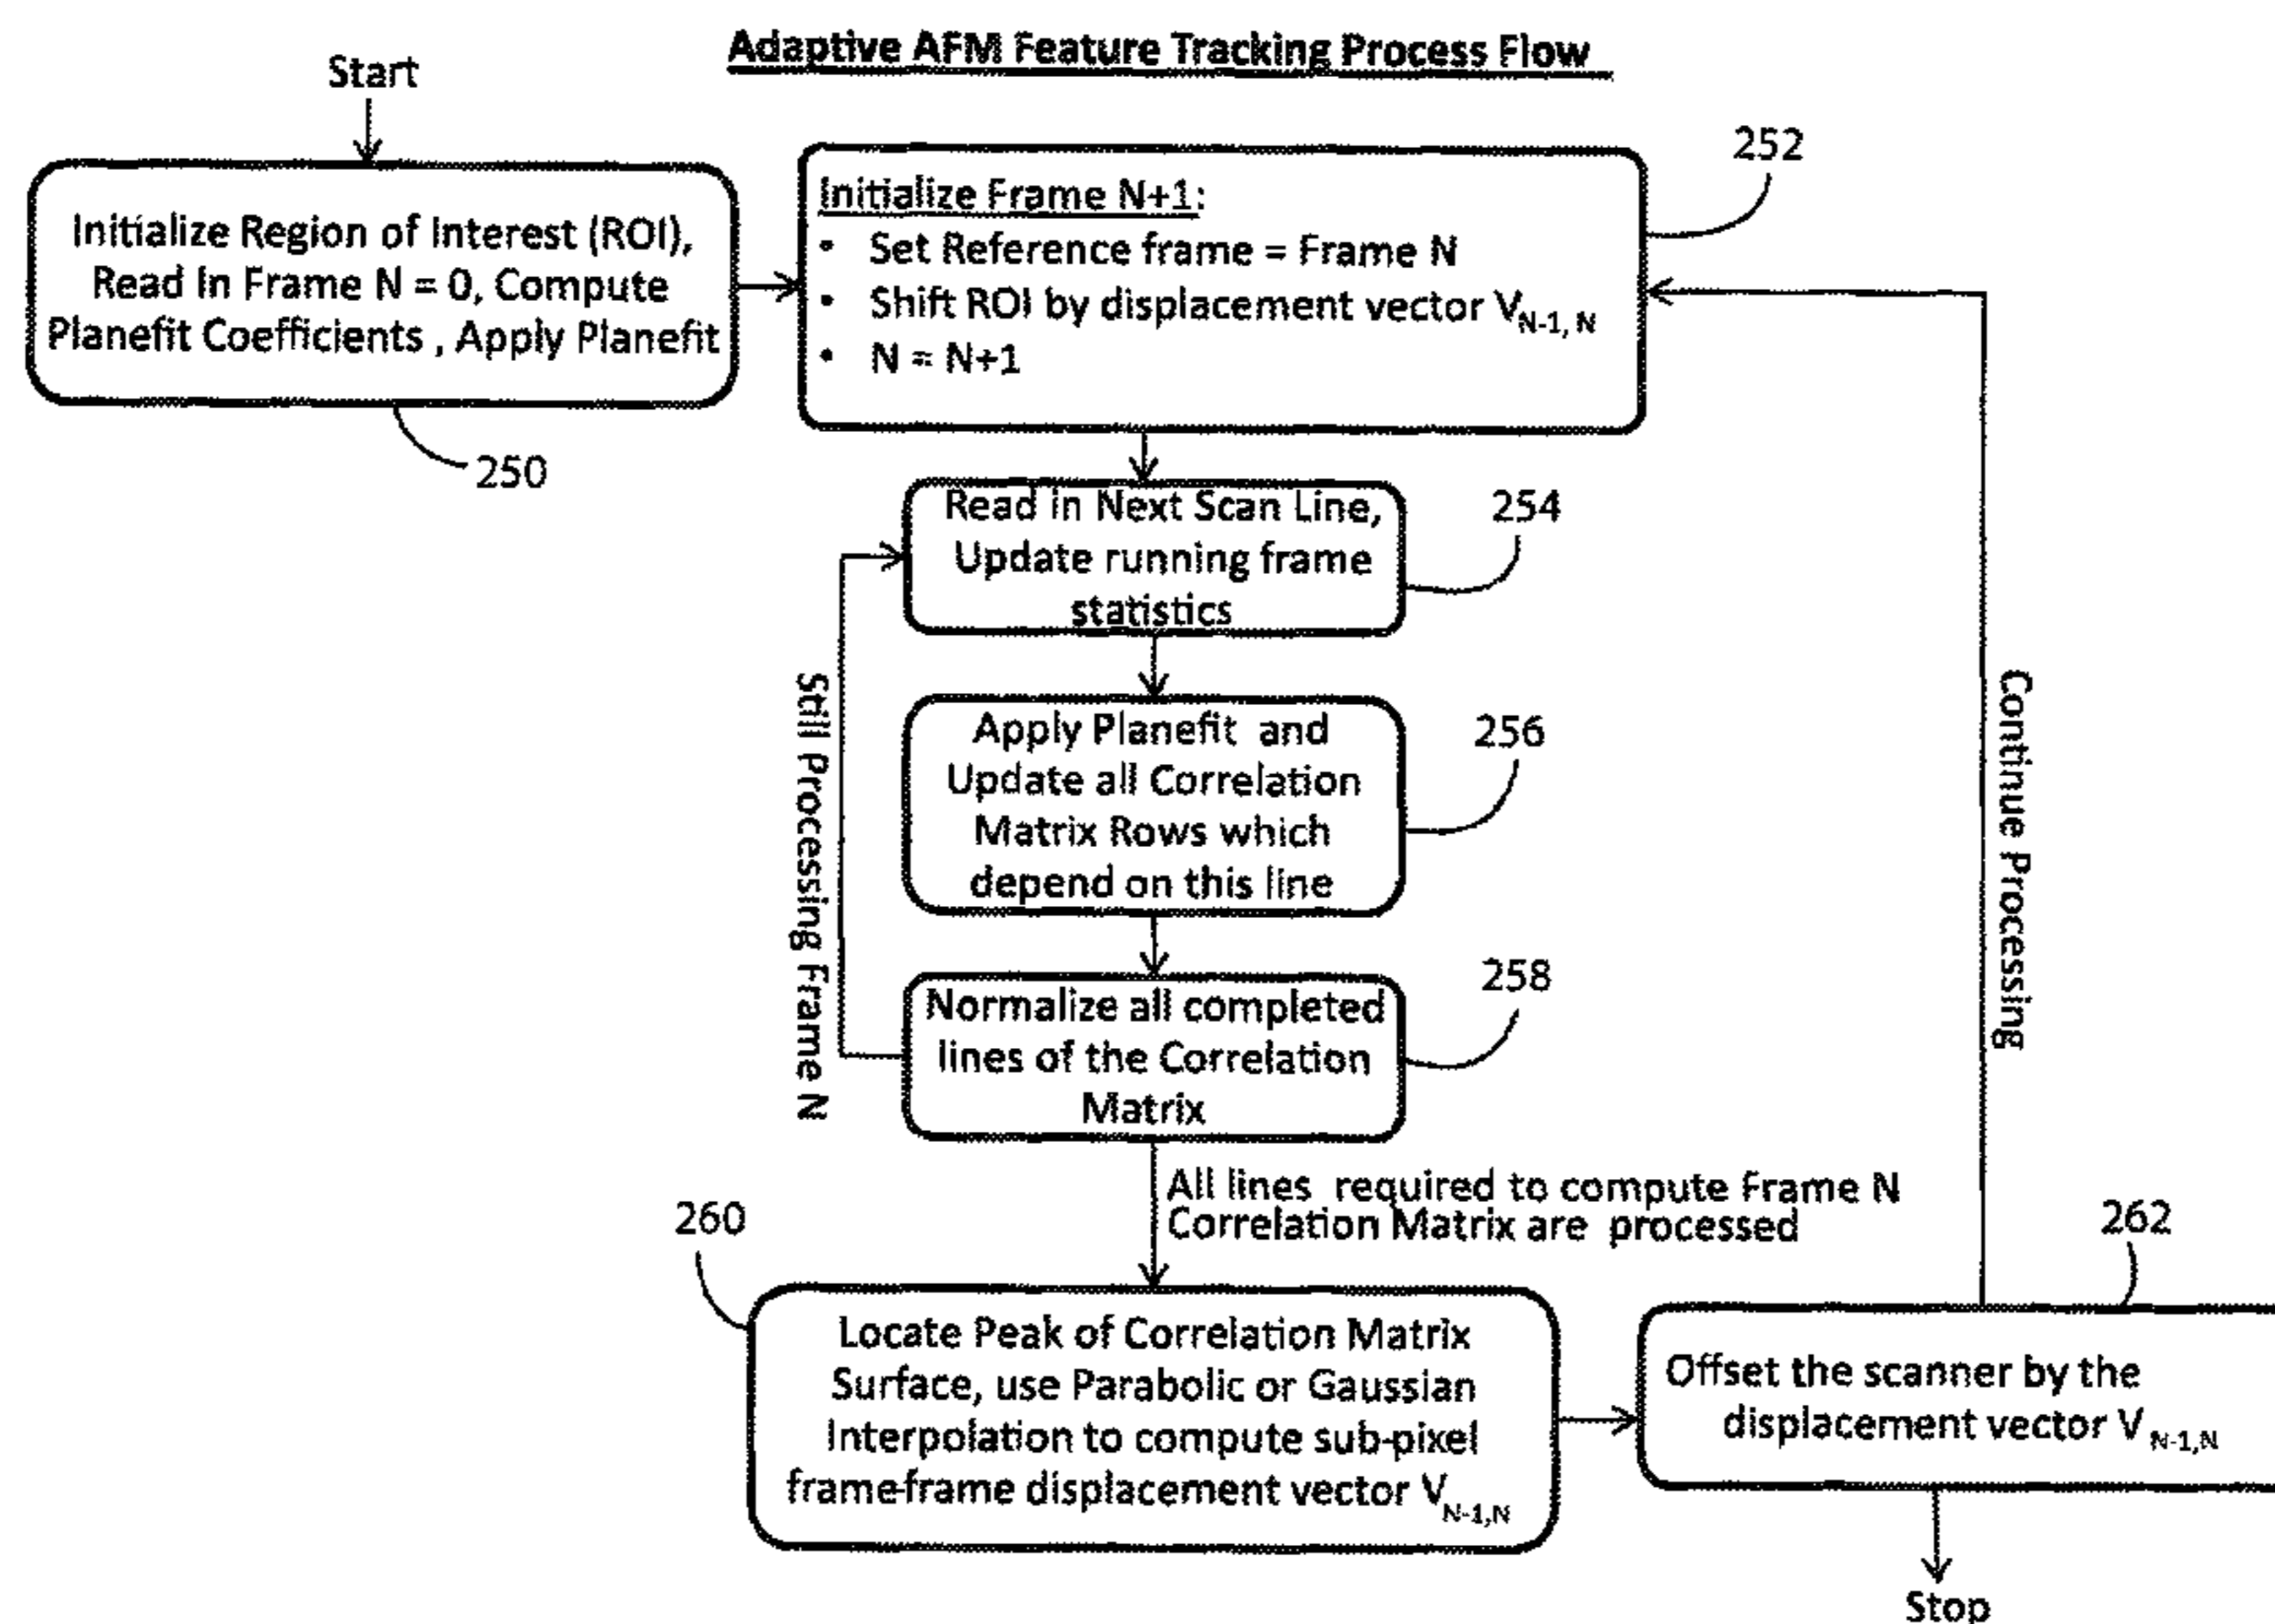 Adaptive AFM Feature Tracking Process Flow
Start
Initialize Region of Interest (ROI),
Read In Frame N = 0, Compute
Planefit Coefficients , Apply Planefit
250
252
Initialize Frame N+1:
• Set Reference frame = Frame N
• Shift ROI by displacement vector V N-1, N
• N = N+1
Read in Next Scan Line,
Update running frame
statistics
254
Apply Planefit and
Update all Correlation
Matrix Rows which
depend on this line
256
Still Processing Frame N
Continue Processing
Normalize all completed
lines of the Correlation
Matrix
258
All lines required to compute Frame N
Correlation Matrix are processed
260
Locate Peak of Correlation Matrix
Surface, use Parabolic or Gaussian
Interpolation to compute sub-pixel
frame-frame displacement vector V N-1,N
262
Offset the scanner by the
displacement vector V N-1,N
Stop